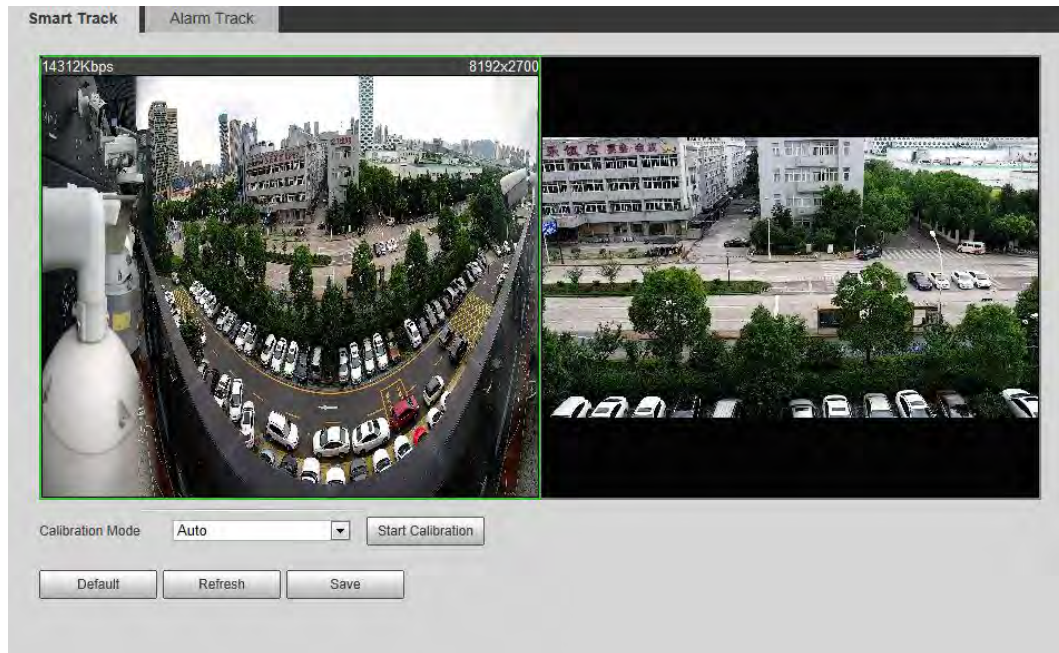 Smart Track
Alarm Track
14312Kbps
8192x2700
Calibration Mode
Auto
Start Calibration
Default
Refresh
Save